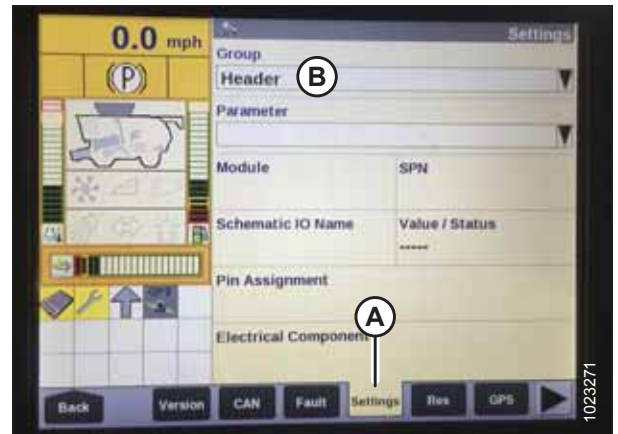 0.0 mph
Settings
Group
(P)
Header
B
Parameter
Module
SPN
Schematic IO Name
Value / Status
-----
Pin Assignment
A
Electrical Component
Back
Version
CAN
Fault
Settings
Res
GPS
1023271